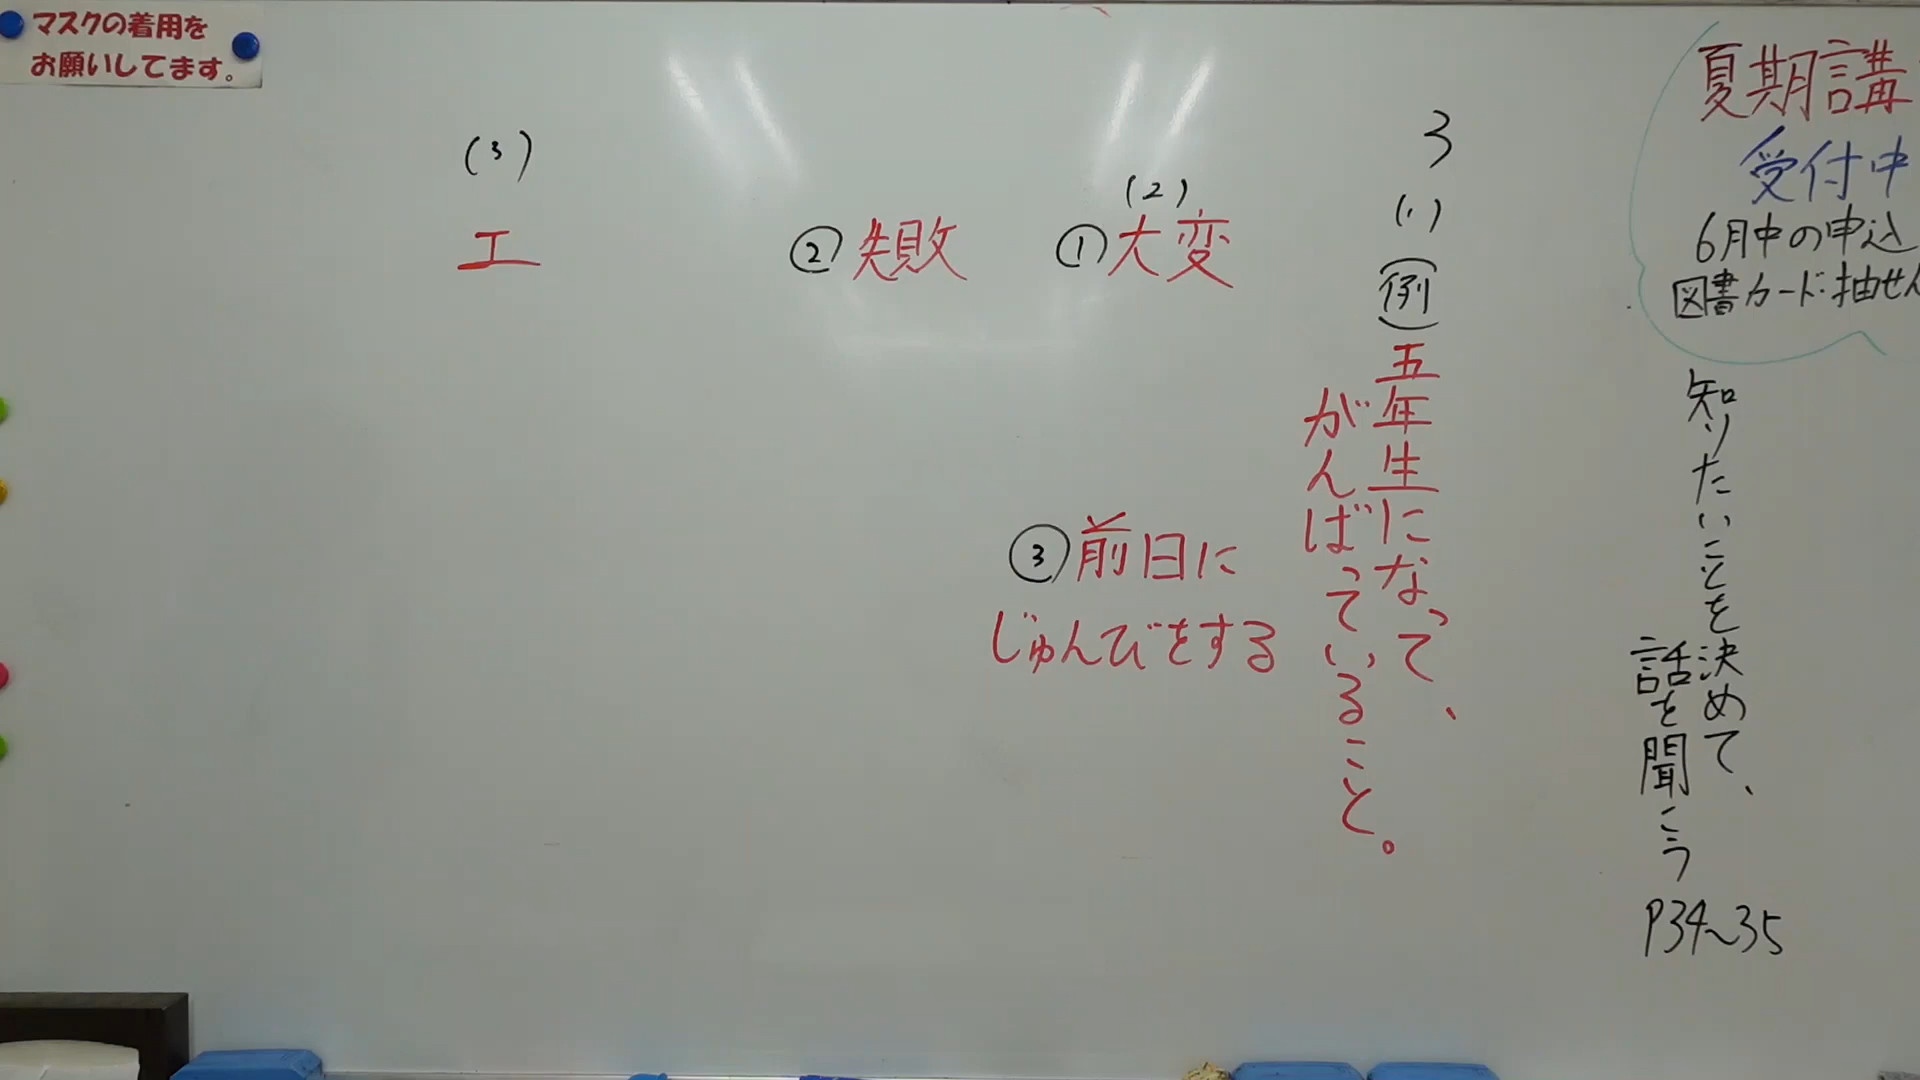 マスクの着用を
お願いしてます。
夏期講
受付中
6月中の申込
図書カード抽せん
知りたいことを決めて、
話を聞こう
P34~35
3
(1)
(例)
五年生になって、
がんばっていること。
(2)
①大変
②失敗
③前日に
じゅんびをする
(3)
エ